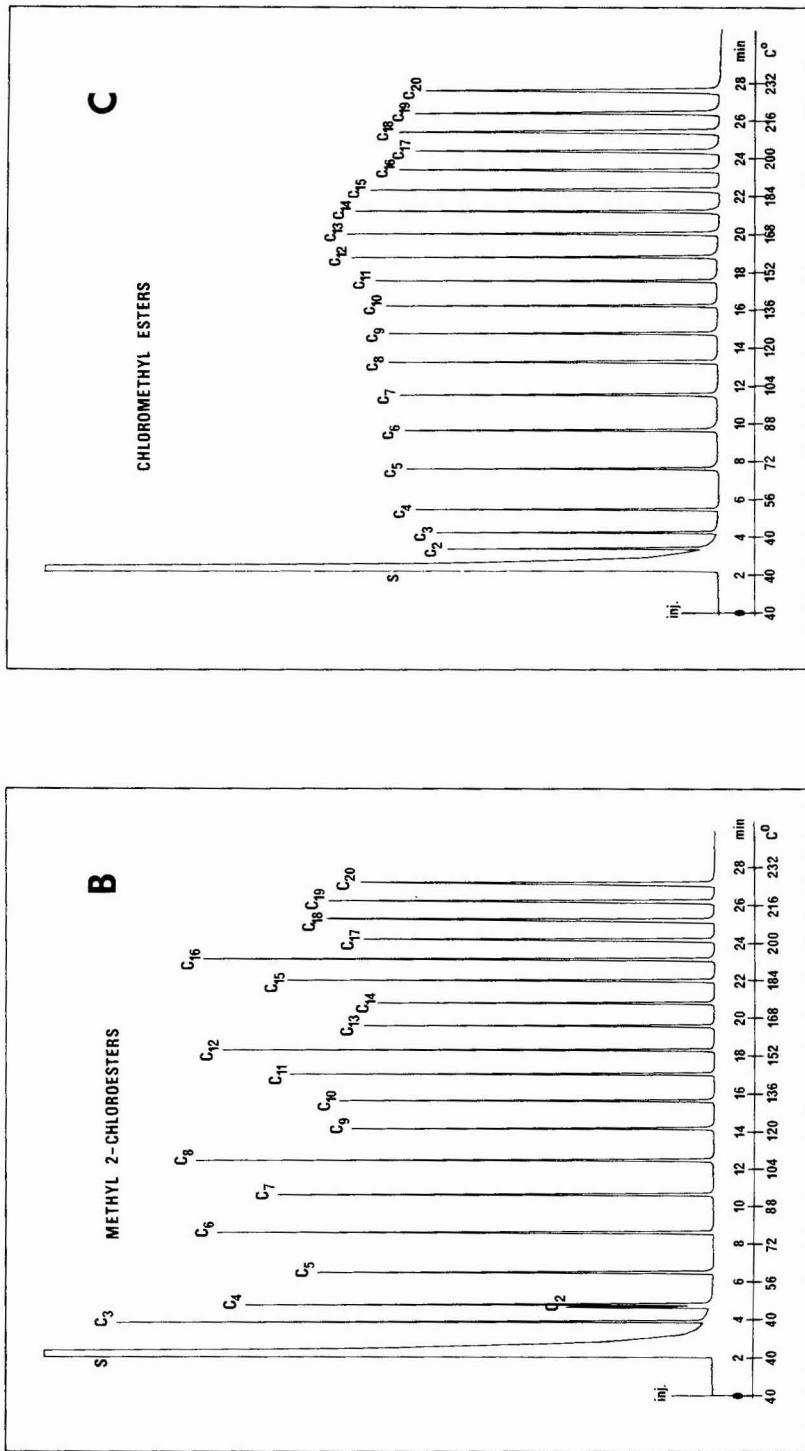 B
METHYL 2-CHLOROESTERS
S
C3
C2
C4
C5
C6
C7
C8
C9
C10
C11
C12
C13
C14
C15
C16
C17
C18
C19
C20
inj.
0 2 4 6 8 10 12 14 16 18 20 22 24 26 28 min
40 40 40 56 72 88 104 120 136 152 168 184 200 216 232 C°
C
CHLOROMETHYL ESTERS
S
C2
C3
C4
C5
C6
C7
C8
C9
C10
C11
C12
C13
C14
C15
C16
C17
C18
C19
C20
inj.
0 2 4 6 8 10 12 14 16 18 20 22 24 26 28 min
40 40 40 56 72 88 104 120 136 152 168 184 200 216 232 C°